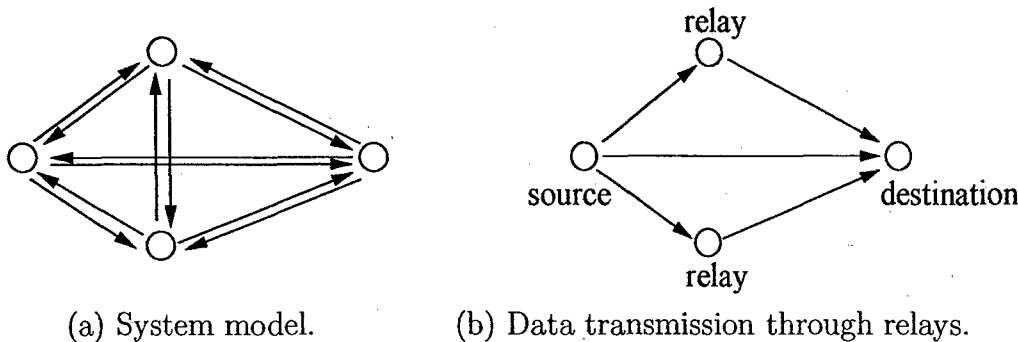 relay
source
destination
relay
(a) System model.
(b) Data transmission through relays.